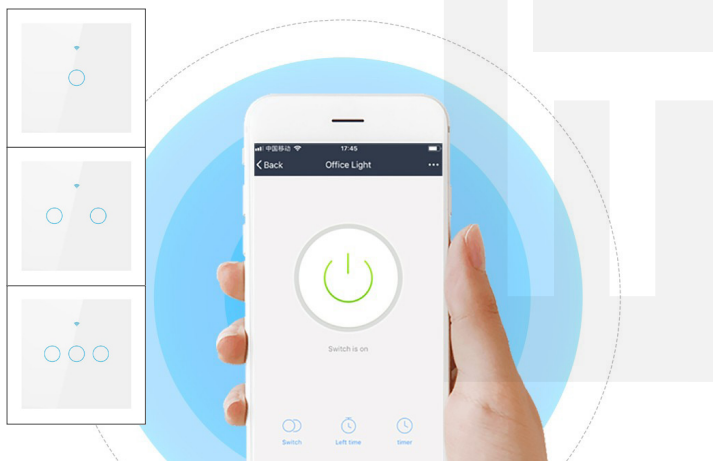 中国移动 17:45
Back Office Light
Switch is on
Switch Left time timer